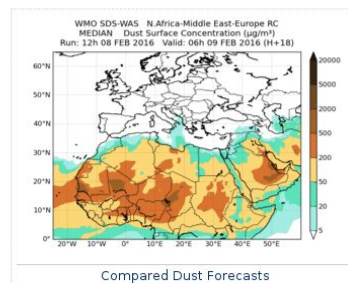 WMO SDS-WAS N.Africa-Middle East-Europe RC
MEDIAN Dust Surface Concentration (µg/m³)
Run: 12h 08 FEB 2016 Valid: 06h 09 FEB 2016 (H+18)
60°N
50°N
40°N
30°N
20°N
10°N
0°
20°W 10°W 0° 10°E 20°E 30°E 40°E 50°E
20000
5000
2000
500
200
50
20
5
Compared Dust Forecasts